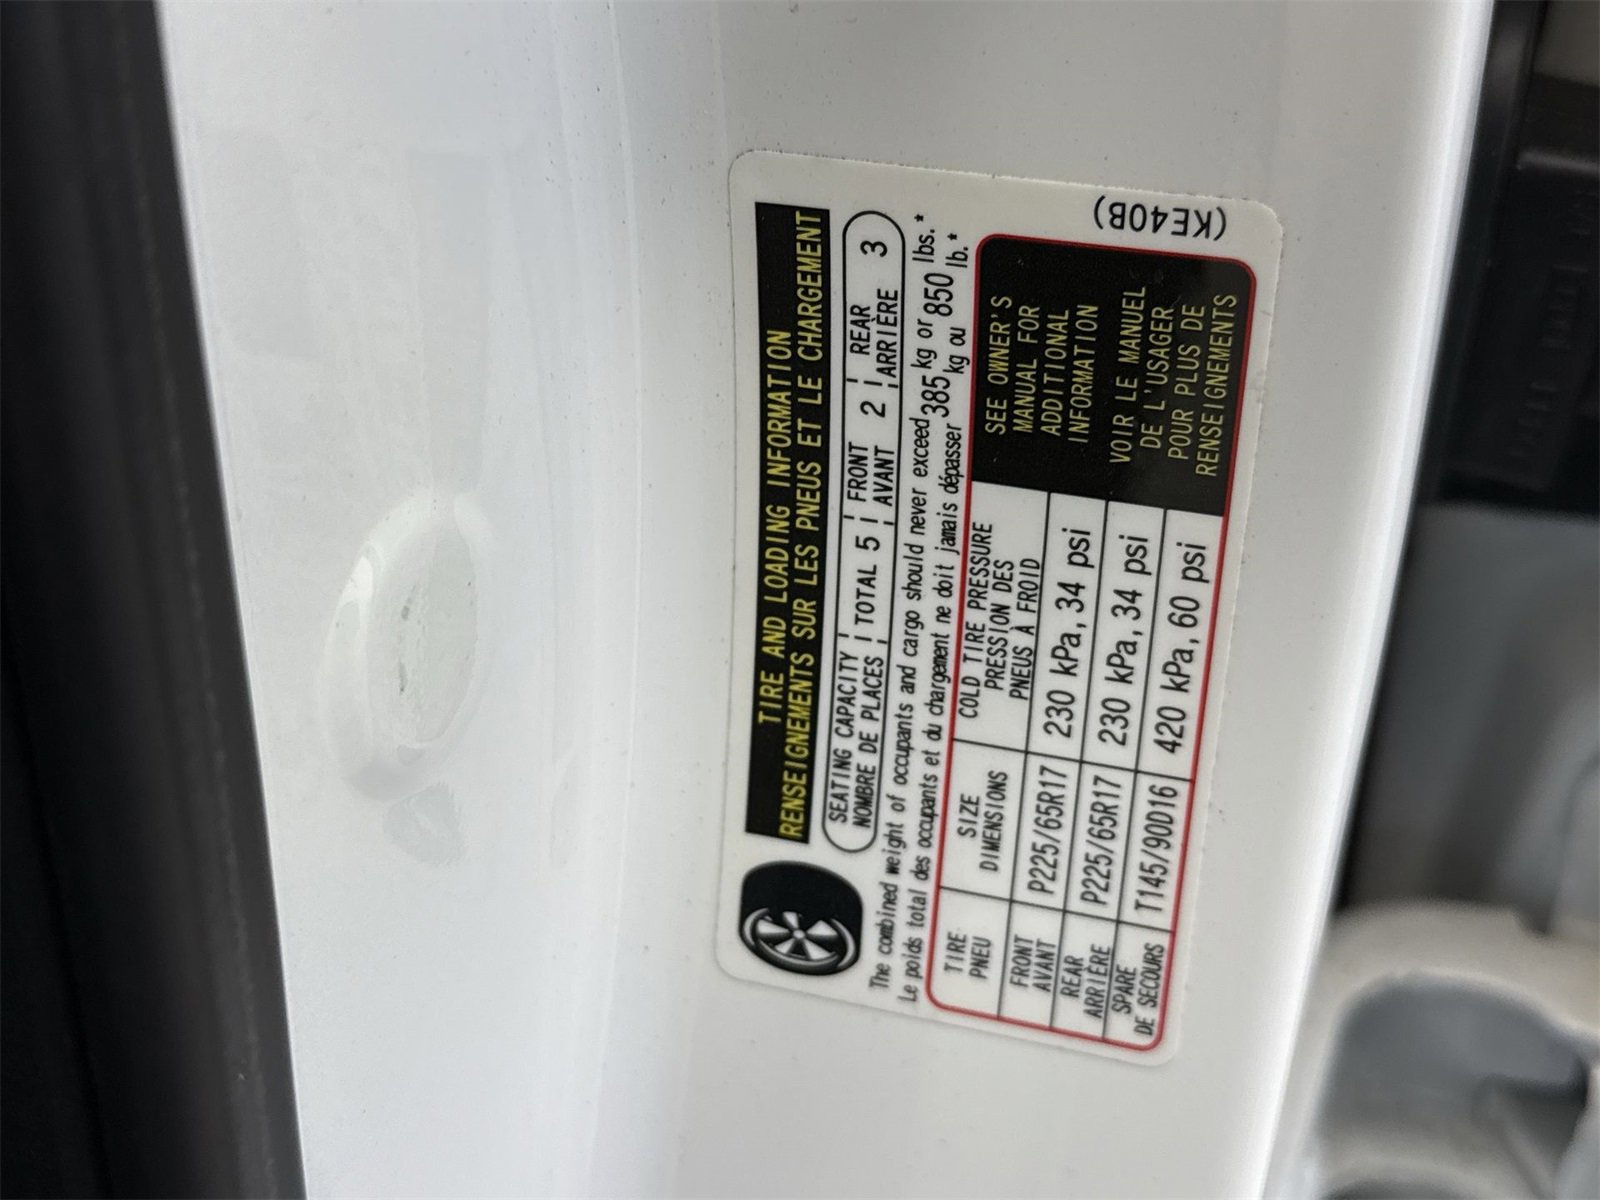 TIRE AND LOADING INFORMATION
RENSEIGNEMENTS SUR LES PNEUS ET LE CHARGEMENT
SEATING CAPACITY TOTAL 5 FRONT 2 REAR 3
NOMBRE DE PLACES AVANT ARRIÈRE
The combined weight of occupants and cargo should never exceed 385 kg or 850 lbs.*
Le poids total des occupants et du chargement ne doit jamais dépasser kg ou lb.*
TIRE SIZE COLD TIRE PRESSURE
PNEU DIMENSIONS PRESSION DES
PNEUS À FROID
FRONT P225/65R17 230 kPa, 34 psi
AVANT
REAR P225/65R17 230 kPa, 34 psi
ARRIÈRE
SPARE T145/90D16 420 kPa, 60 psi
DE SECOURS
SEE OWNER'S
MANUAL FOR
ADDITIONAL
INFORMATION
VOIR LE MANUEL
DE L'USAGER
POUR PLUS DE
RENSEIGNEMENTS
(KE40B)